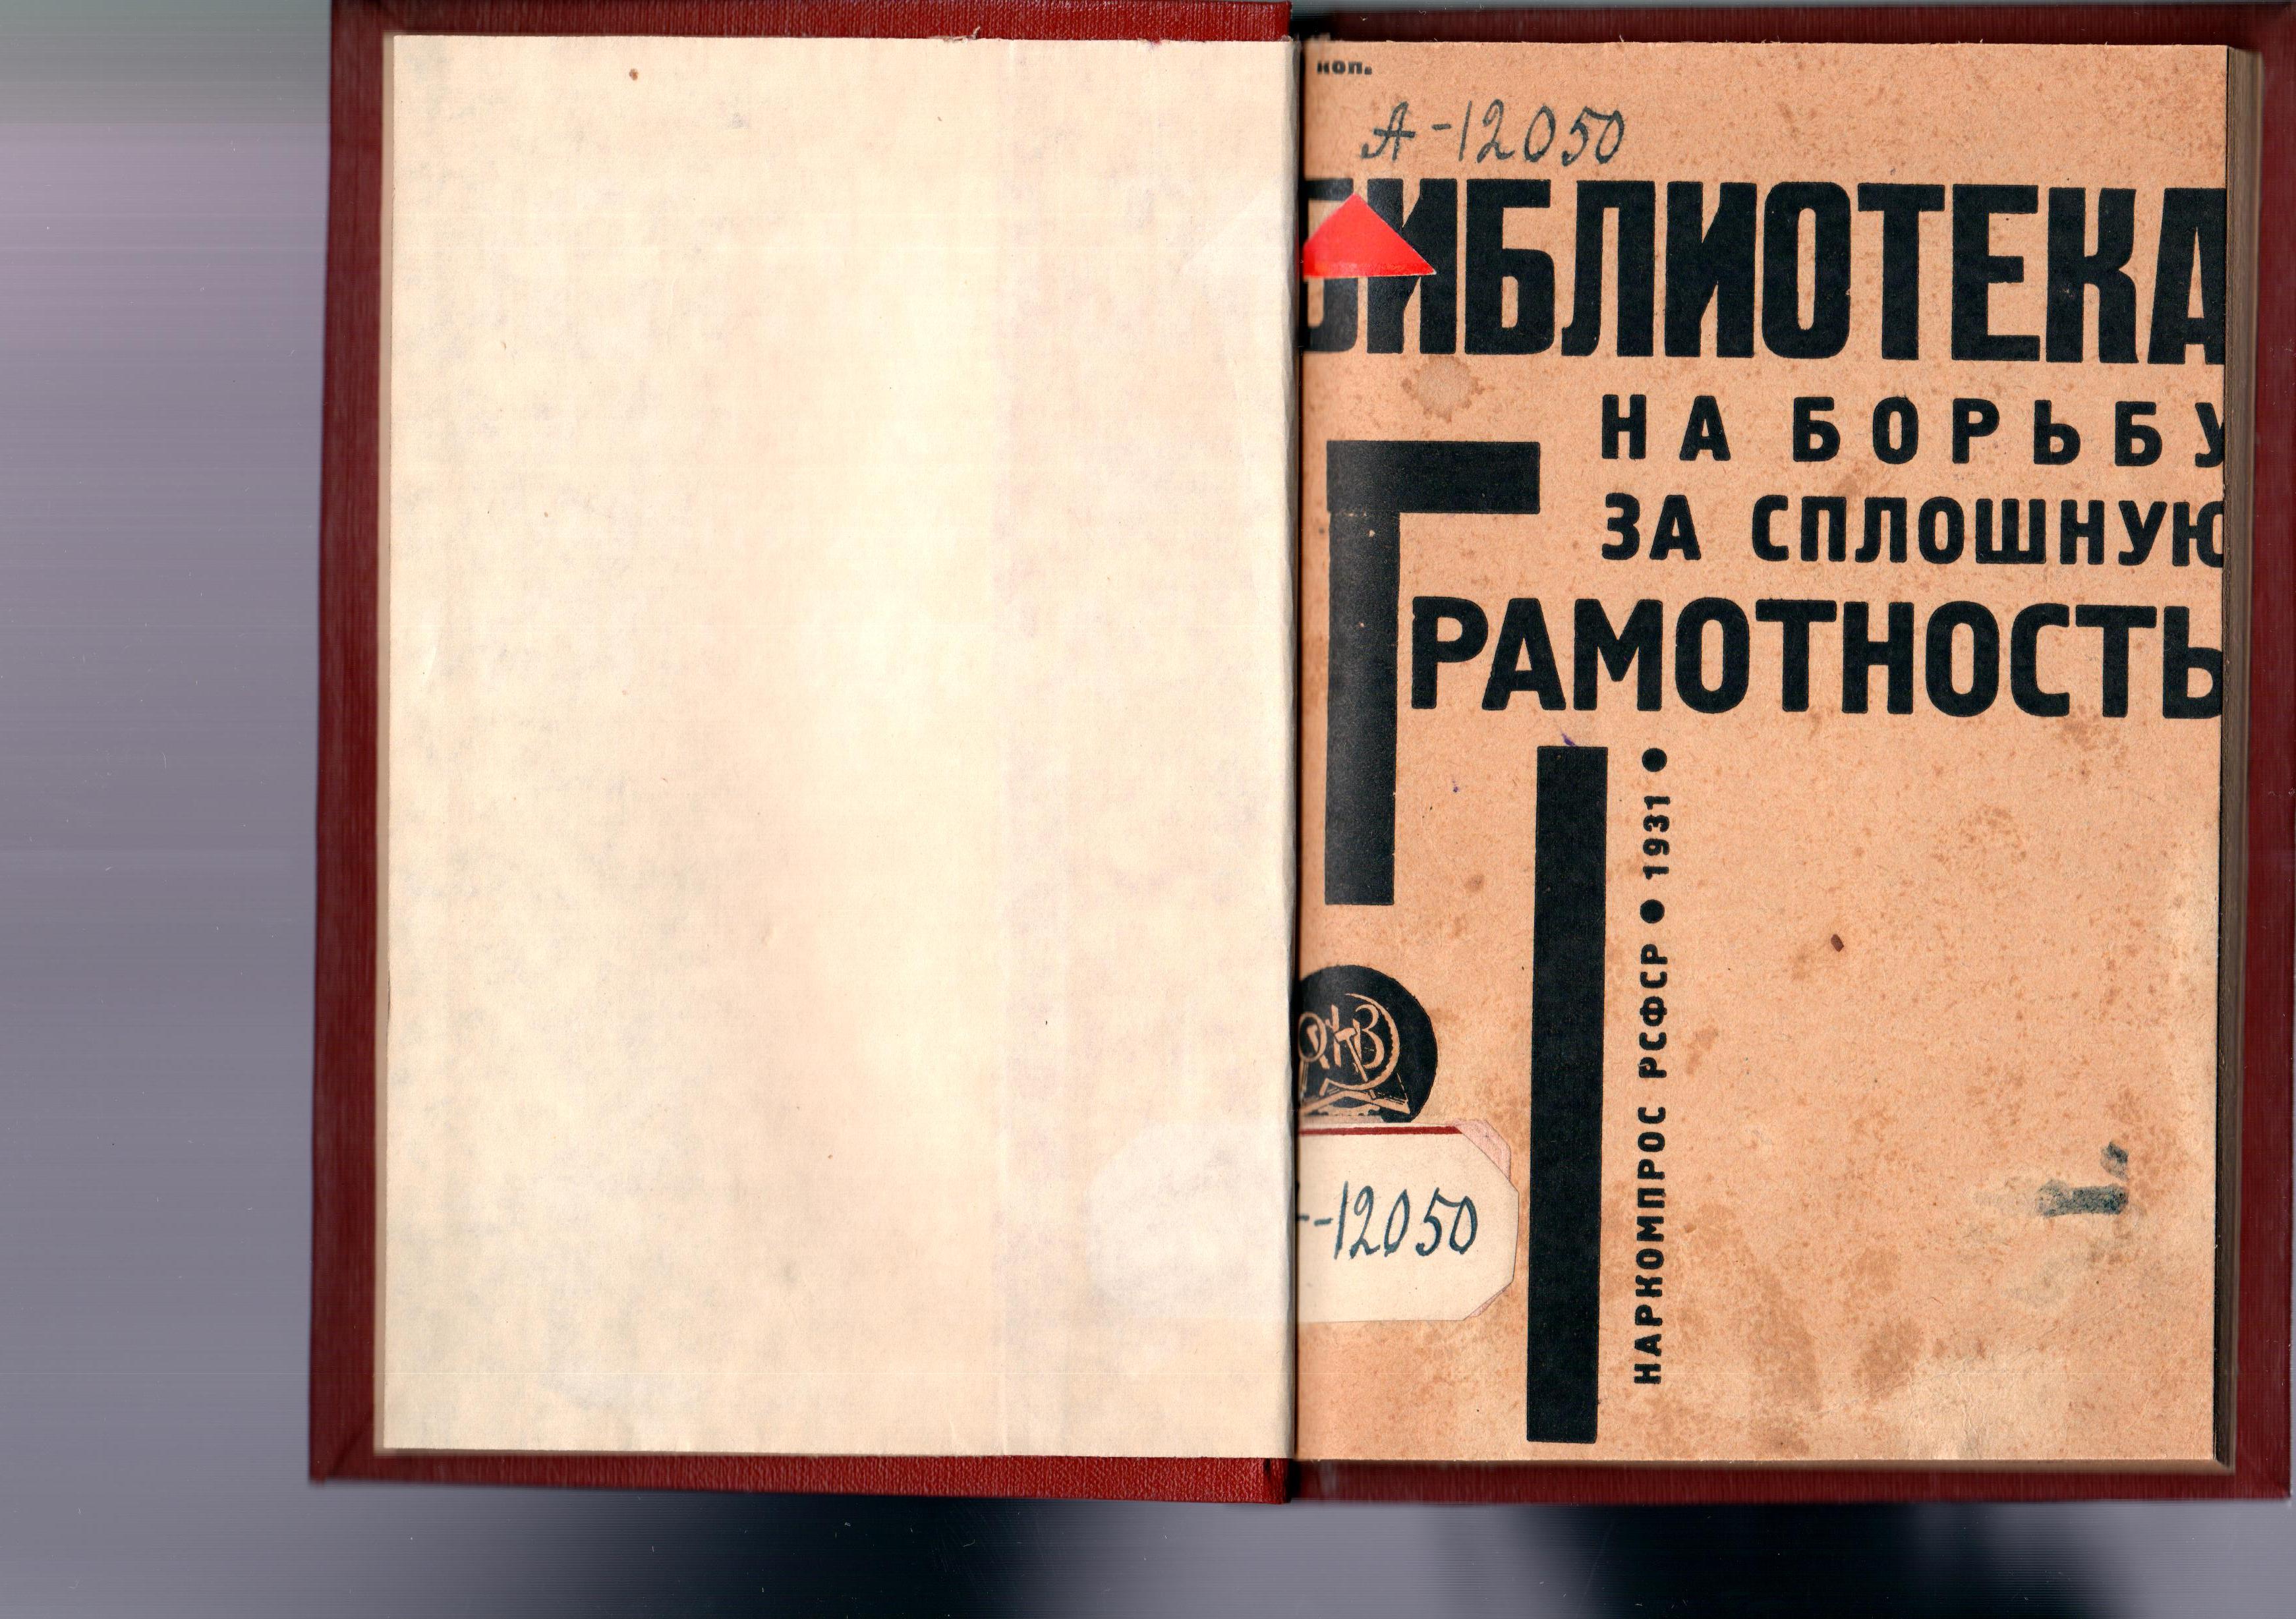 коп.
А-12050
БИБЛИОТЕКА
НА БОРЬБУ
ЗА СПЛОШНУЮ
ГРАМОТНОСТЬ
НАРКОМПРОС РСФСР ● 1931 ●
-12050